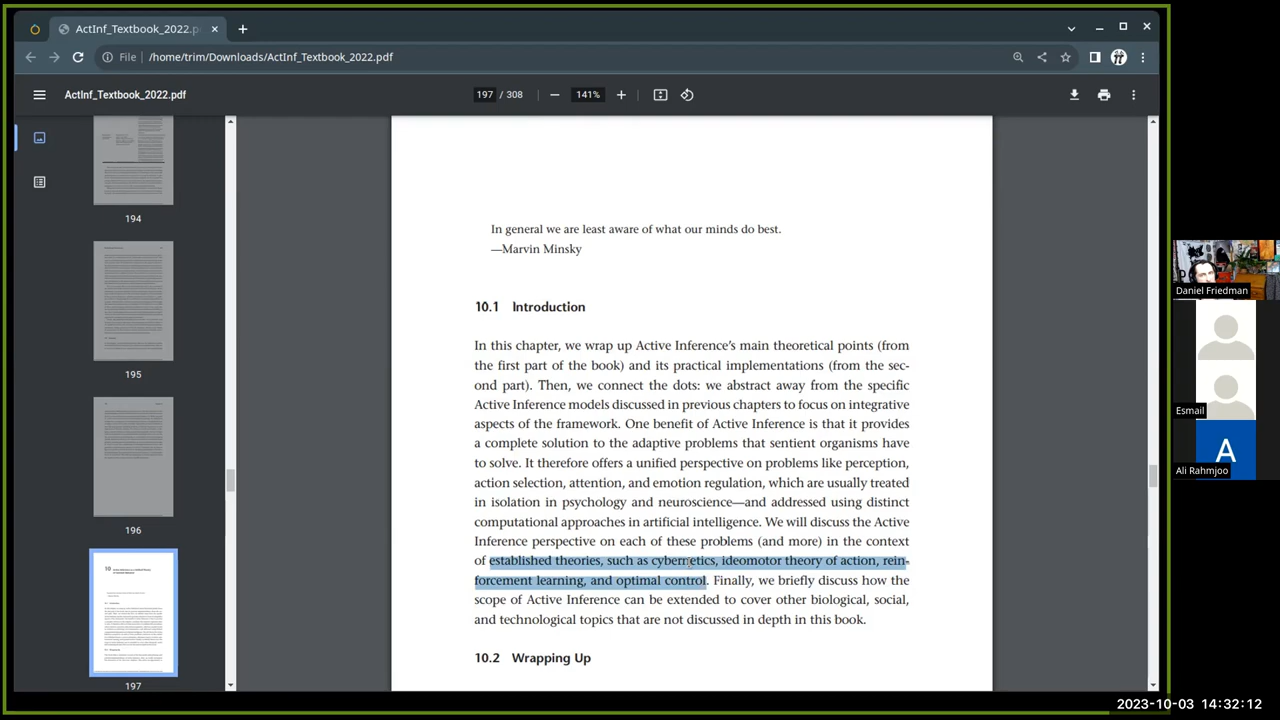 ActInf_Textbook_2022.p
File /home/trim/Downloads/ActInf_Textbook_2022.pdf
ActInf_Textbook_2022.pdf
197 / 308
141%
194
195
196
197
In general we are least aware of what our minds do best.
—Marvin Minsky
10.1 Introduction
In this chapter, we wrap up Active Inference's main theoretical points (from
the first part of the book) and its practical implementations (from the sec-
ond part). Then, we connect the dots: we abstract away from the specific
Active Inference models discussed in previous chapters to focus on integrative
aspects of the framework. One benefit of Active Inference is that it provides
a complete solution to the adaptive problems that sentient organisms have
to solve. It therefore offers a unified perspective on problems like perception,
action selection, attention, and emotion regulation, which are usually treated
in isolation in psychology and neuroscience—and addressed using distinct
computational approaches in artificial intelligence. We will discuss the Active
Inference perspective on each of these problems (and more) in the context
of established theories, such as cybernetics, ideomotor theory of action, rein-
forcement learning, and optimal control. Finally, we briefly discuss how the
scope of Active Inference can be extended to cover other biological, social,
and technological topics that are not discussed in depth in this book.
10.2 Wrapping Up
Daniel Friedman
Esmail
A
Ali Rahmjoo
2023-10-03 14:32:12